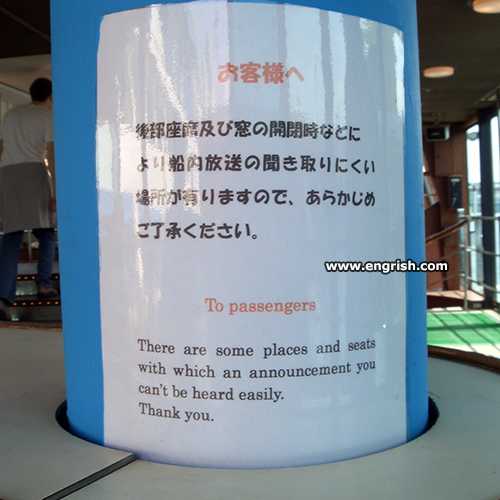 お客様へ
後部座席及び窓の開閉時などに
より船内放送の聞き取りにくい
場所が有りますので、あらかじめ
ご了承ください。
www.engrish.com
To passengers
There are some places and seats
with which an announcement you
can't be heard easily.
Thank you.